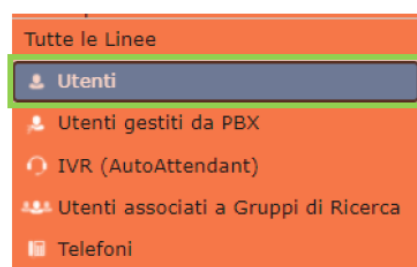 Tutte le Linee
Utenti
Utenti gestiti da PBX
IVR (AutoAttendant)
Utenti associati a Gruppi di Ricerca
Telefoni